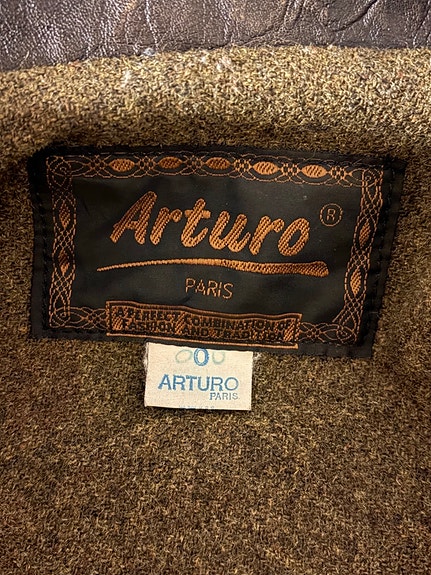 Arturo ®
PARIS
A PERFECT COMBINATION OF
FASHION AND
0
ARTURO
PARIS